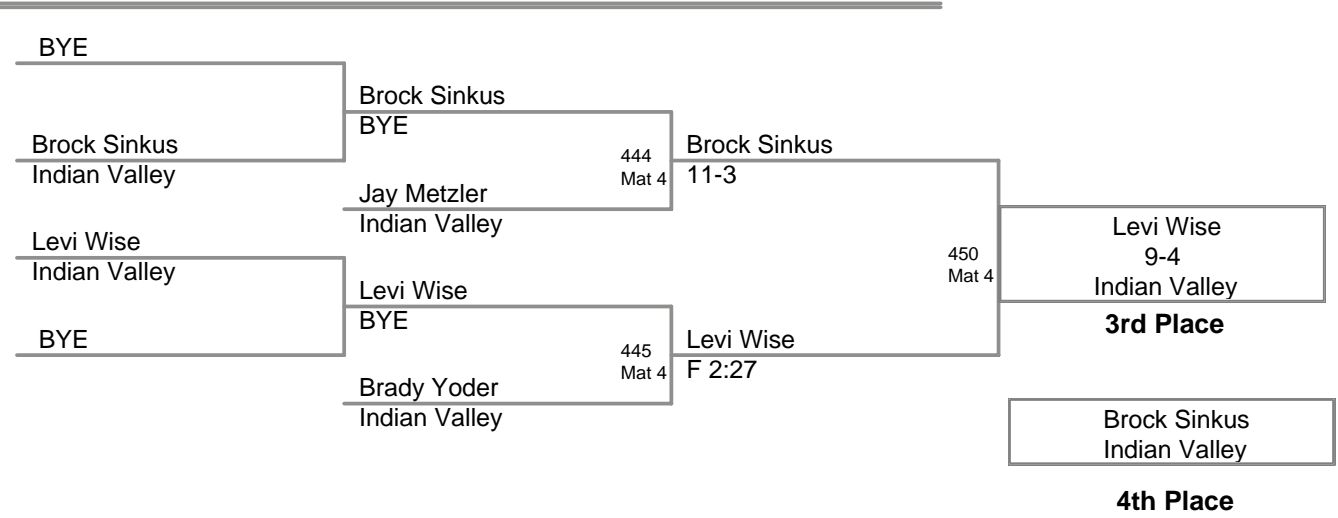 BYE
Brock Sinkus
BYE
Brock Sinkus
Indian Valley
444
Mat 4
Brock Sinkus
11-3
Jay Metzler
Indian Valley
Levi Wise
Indian Valley
450
Mat 4
Levi Wise
9-4
Indian Valley
3rd Place
Levi Wise
BYE
BYE
445
Mat 4
Levi Wise
F 2:27
Brady Yoder
Indian Valley
Brock Sinkus
Indian Valley
4th Place